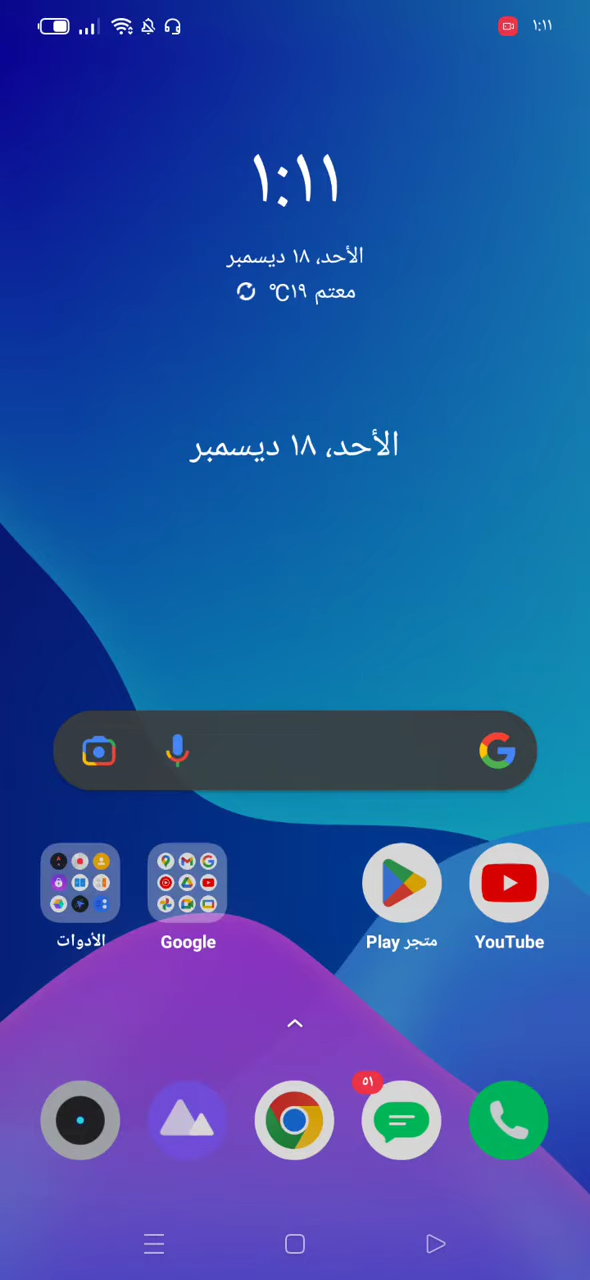 ١:١١
١:١١
الأحد، ١٨ ديسمبر
معتم ١٩°C
الأحد، ١٨ ديسمبر
YouTube
متجر Play
Google
الأدوات
٥١